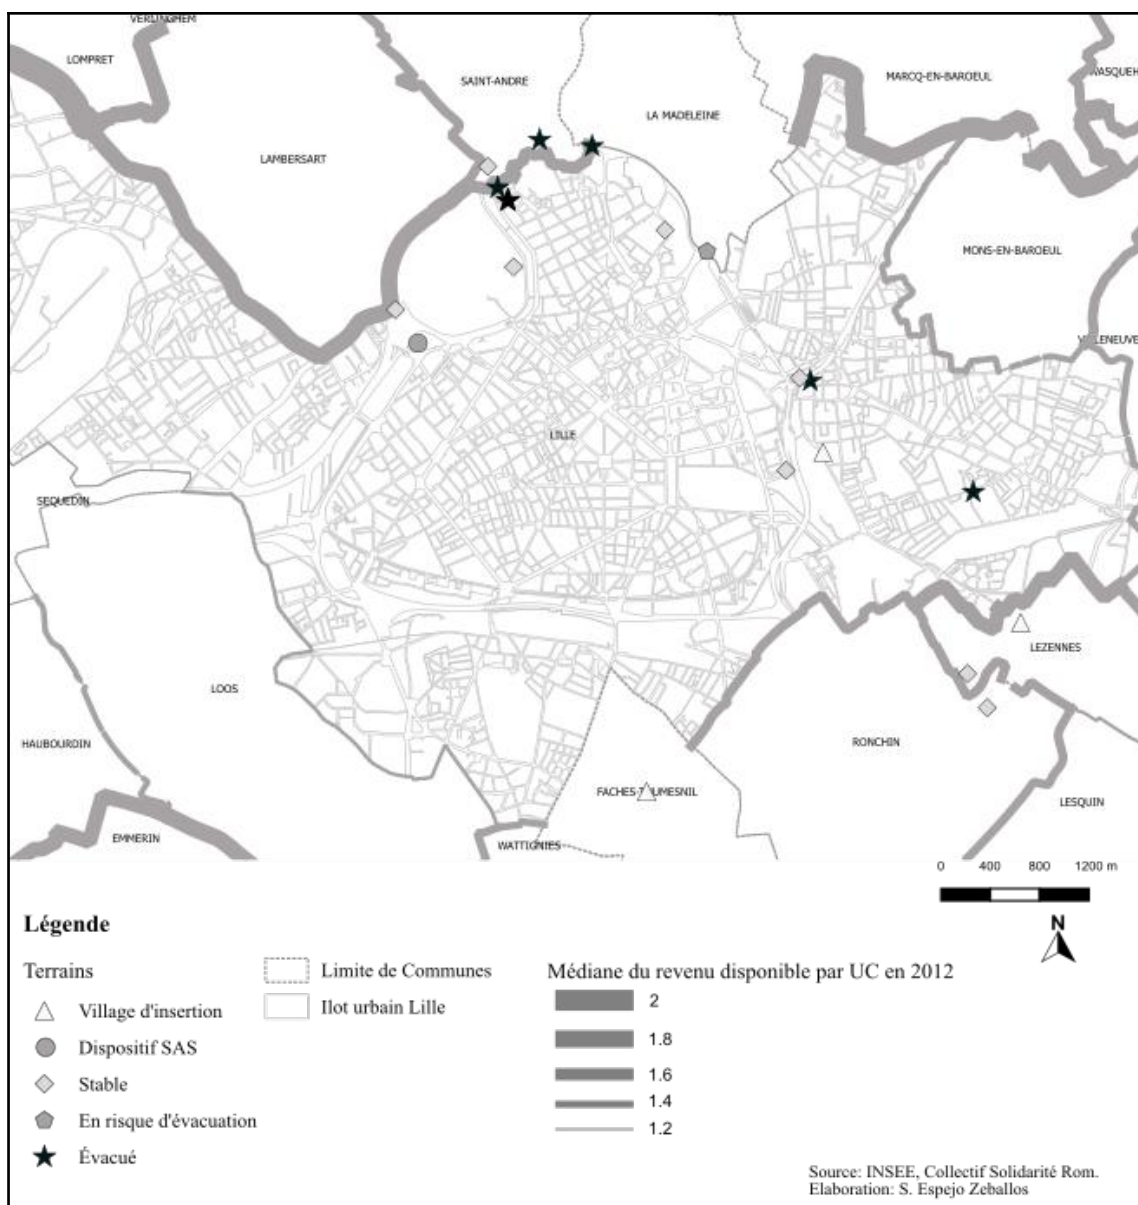 VERLINGHEM
LOMPRET
SAINT-ANDRE
MARCQ-EN-BAROEUL
WASQUEH
LA MADELEINE
LAMBERSART
MONS-EN-BAROEUL
LILLE
SEQUEDIN
LEZENNES
LOOS
HAUBOURDIN
RONCHIN
LESQUIN
EMMERIN
WATTIGNIES
0 400 800 1200 m
N
Légende
Terrains
Village d'insertion
Dispositif SAS
Stable
En risque d'évacuation
Évacué
Limite de Communes
Ilot urbain Lille
Médiane du revenu disponible par UC en 2012
2
1.8
1.6
1.4
1.2
Source: INSEE, Collectif Solidarité Rom.
Elaboration: S. Espejo Zeballos